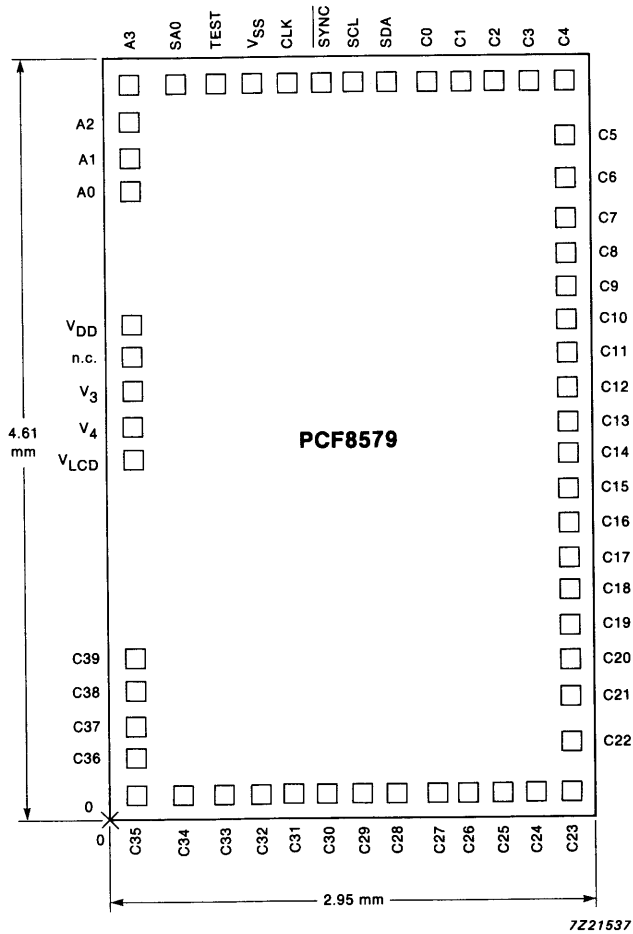 A3
SA0
TEST
VSS
CLK
SYNC
SCL
SDA
C0
C1
C2
C3
C4
A2
A1
A0
VDD
n.c.
V3
V4
VLCD
4.61
mm
C39
C38
C37
C36
0
0
PCF8579
C5
C6
C7
C8
C9
C10
C11
C12
C13
C14
C15
C16
C17
C18
C19
C20
C21
C22
C35
C34
C33
C32
C31
C30
C29
C28
C27
C26
C25
C24
C23
2.95 mm
7Z21537